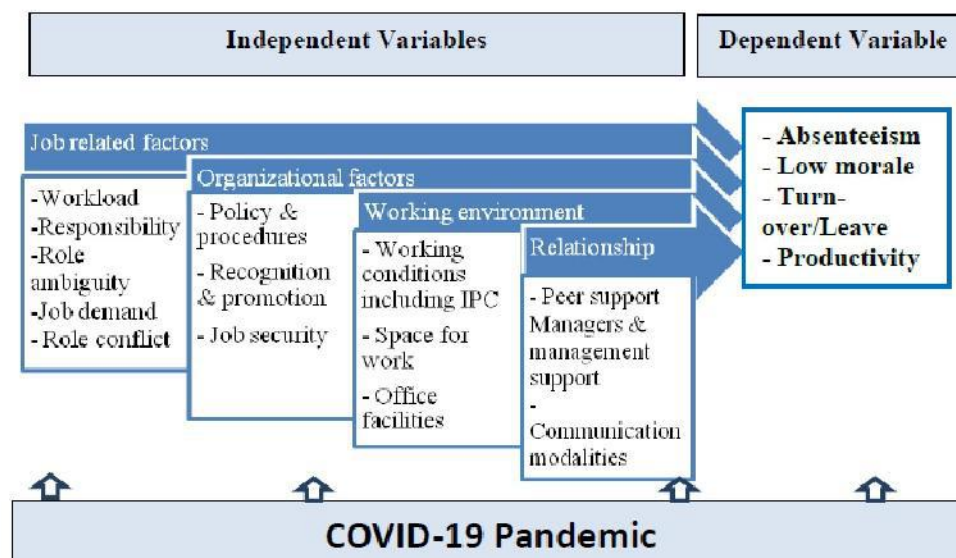 Independent Variables
Dependent Variable
Job related factors
-Workload
-Responsibility
-Role
ambiguity
-Job demand
- Role conflict
Organizational factors
- Policy &
procedures
- Recognition
& promotion
- Job security
Working environment
- Working
conditions
including IPC
- Space for
work
- Office
facilities
Relationship
- Peer support
Managers &
management
support
-
Communication
modalities
- Absenteeism
- Low morale
- Turn-
over/Leave
- Productivity
COVID-19 Pandemic